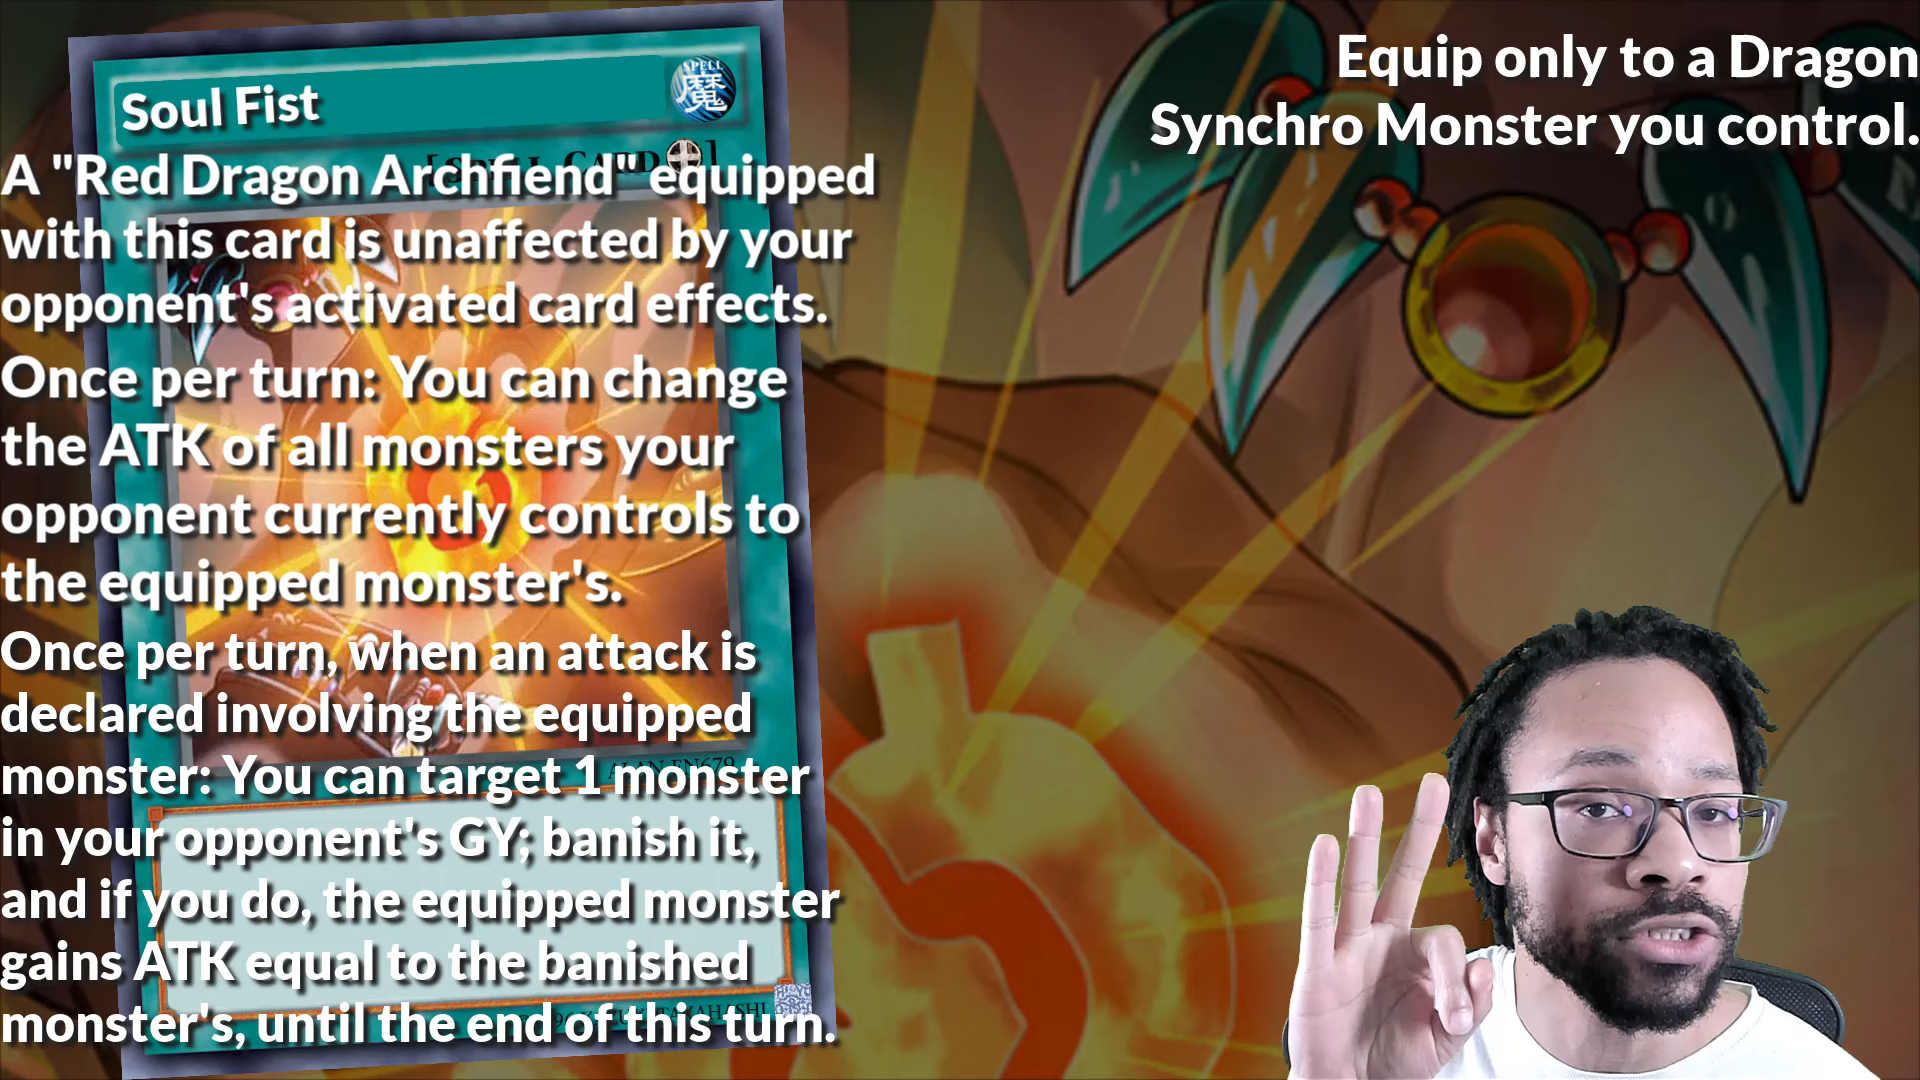 Soul Fist
SPELL
魔
[SPELL CARD]
Equip only to a Dragon
Synchro Monster you control.
A "Red Dragon Archfiend" equipped
with this card is unaffected by your
opponent's activated card effects.
Once per turn: You can change
the ATK of all monsters your
opponent currently controls to
the equipped monster's.
Once per turn, when an attack is
declared involving the equipped
monster: You can target 1 monster
in your opponent's GY; banish it,
and if you do, the equipped monster
gains ATK equal to the banished
monster's, until the end of this turn.